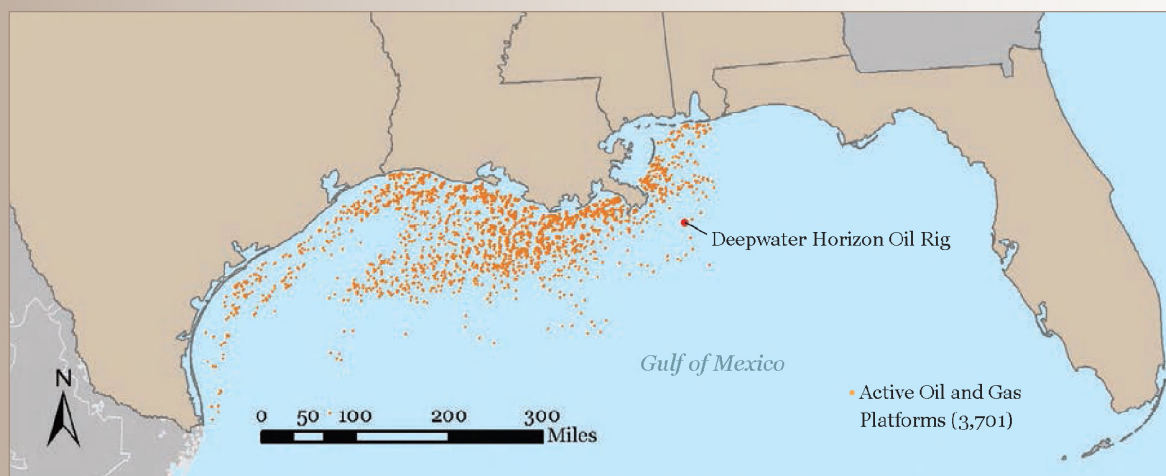 Deepwater Horizon Oil Rig
Gulf of Mexico
N
Active Oil and Gas
Platforms (3,701)
0 50 100 200 300
Miles